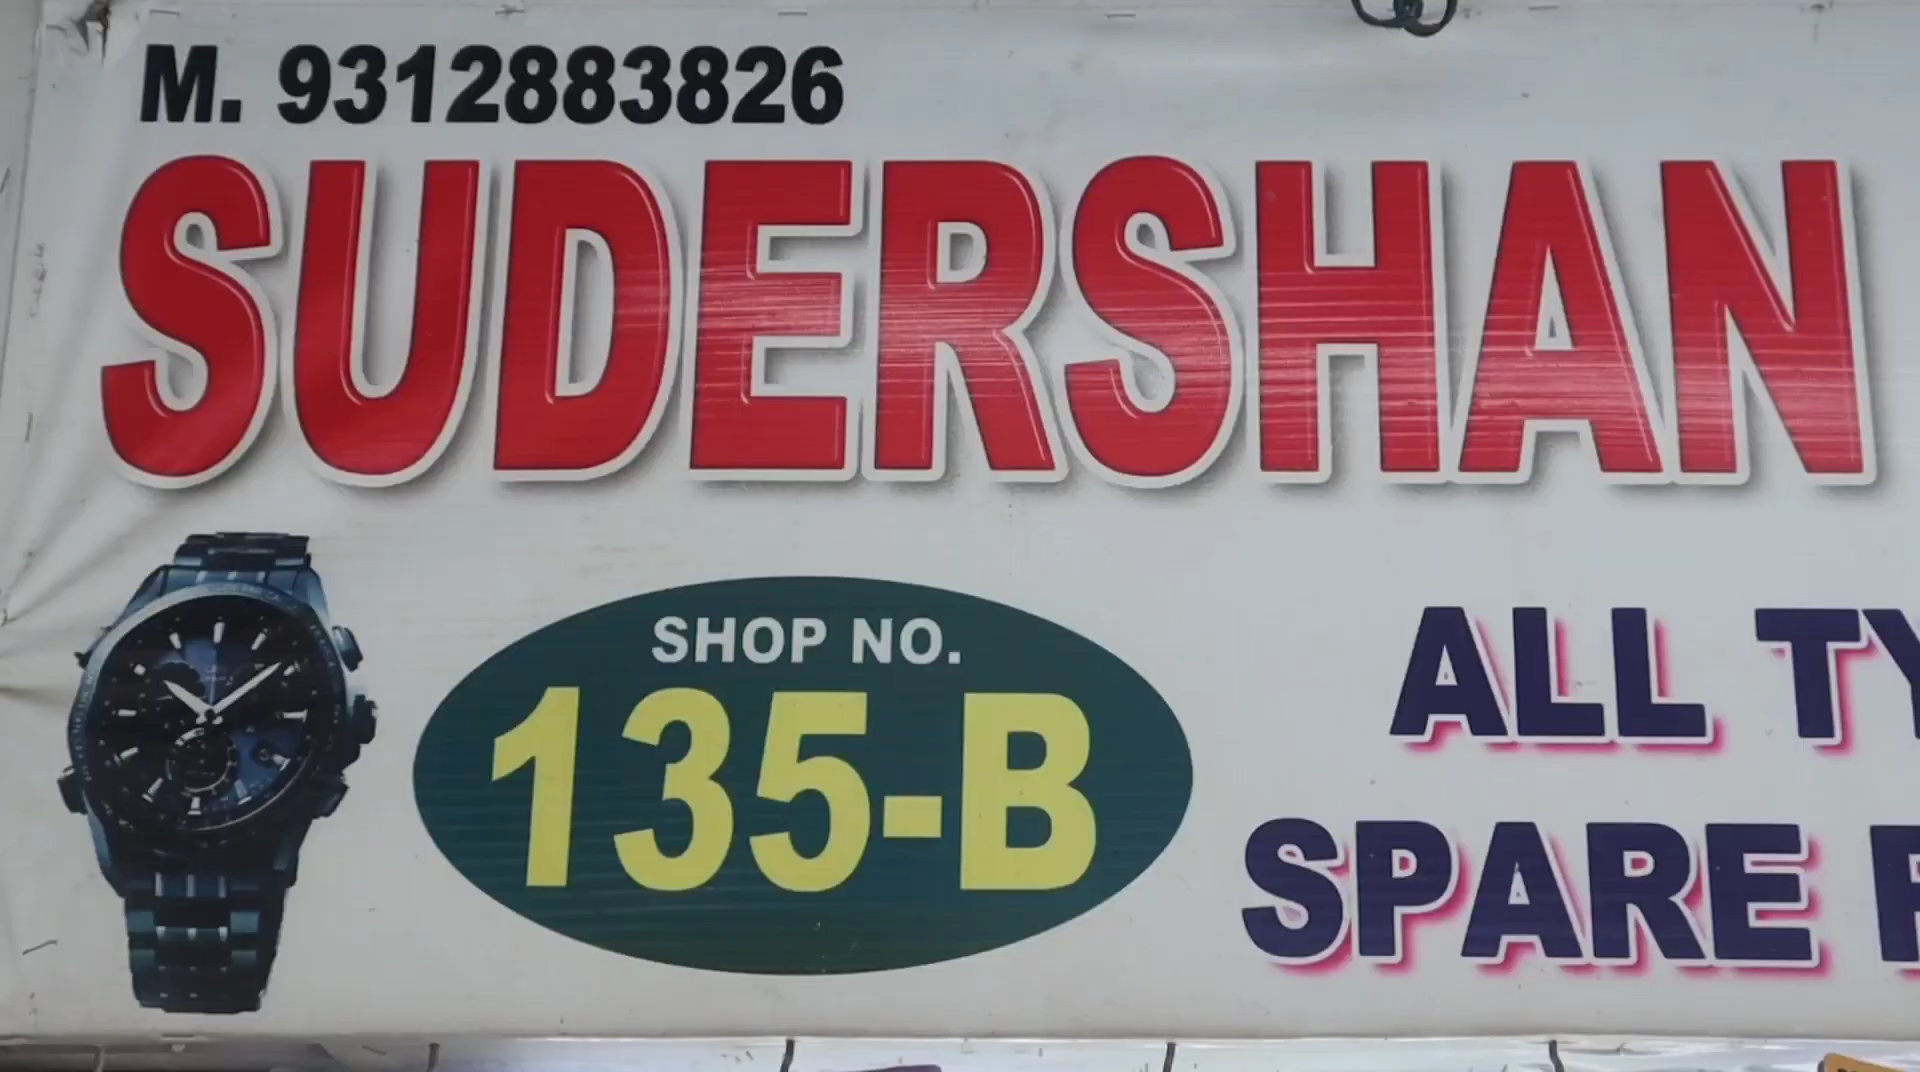 M. 9312883826
SUDERSHAN
SHOP NO.
135-B
ALL
SPARE